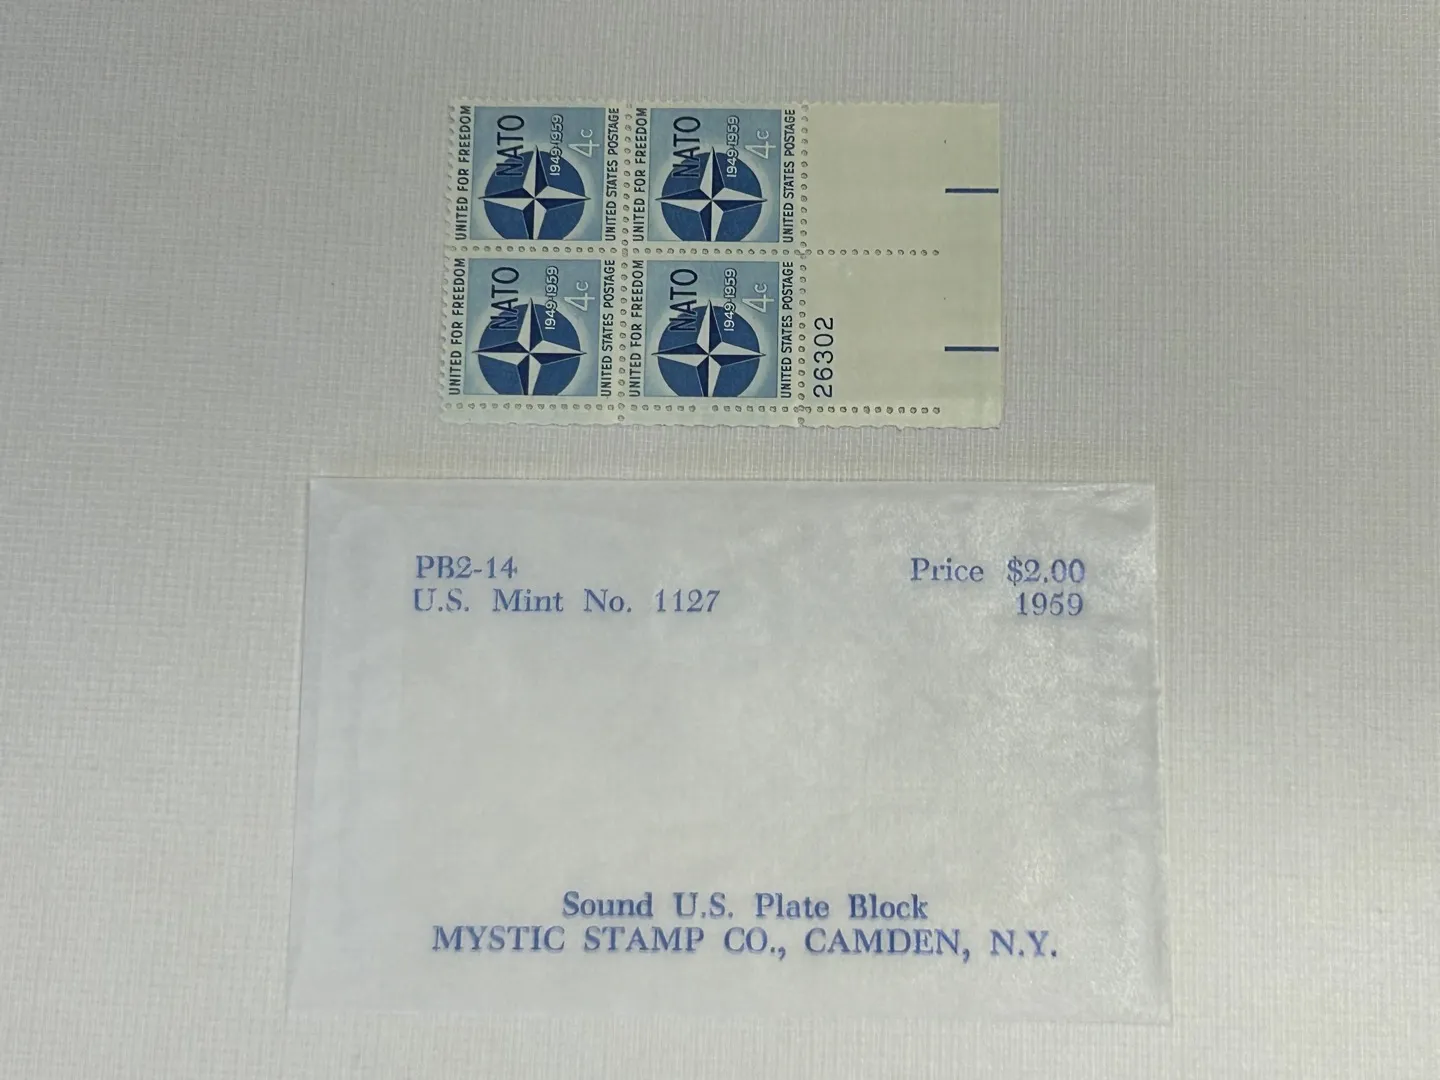 UNITED FOR FREEDOM
NATO
1949-1959
4c
UNITED STATES POSTAGE
UNITED FOR FREEDOM
NATO
1949-1959
4c
UNITED STATES POSTAGE
UNITED FOR FREEDOM
NATO
1949-1959
4c
UNITED STATES POSTAGE
UNITED FOR FREEDOM
NATO
1949-1959
4c
UNITED STATES POSTAGE
26302
PB2-14
Price $2.00
U.S. Mint No. 1127
1959
Sound U.S. Plate Block
MYSTIC STAMP CO., CAMDEN, N.Y.